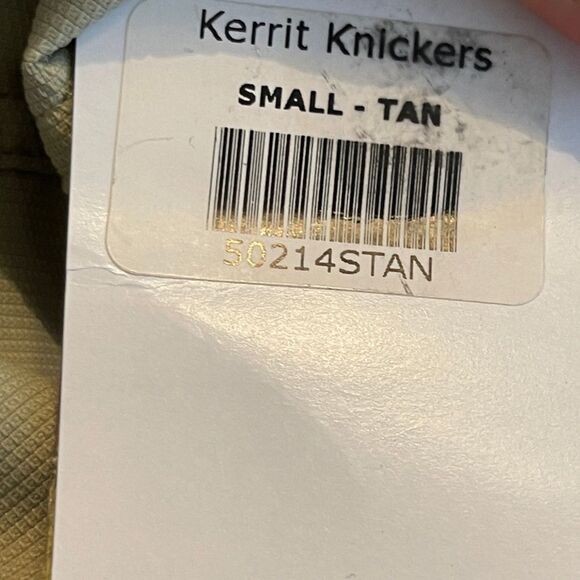 Kerrit Knickers
SMALL - TAN
50214STAN